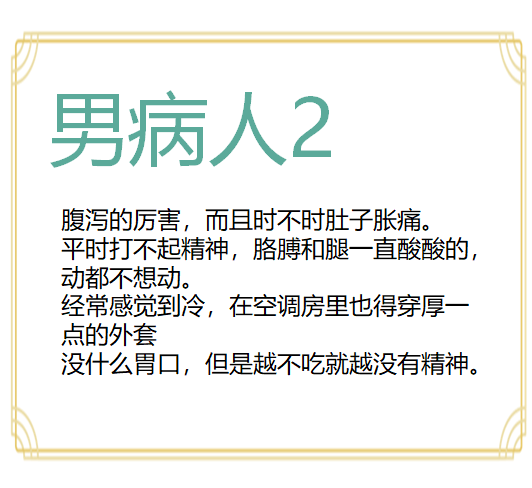 男病人2
腹泻的厉害，而且时不时肚子胀痛。
平时打不起精神，胳膊和腿一直酸酸的，
动都不想动。
经常感觉到冷，在空调房里也得穿厚一
点的外套
没什么胃口，但是越不吃就越没有精神。